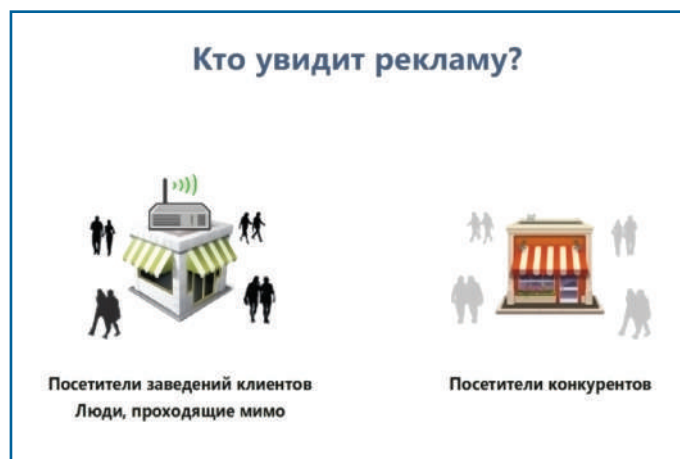 Кто увидит рекламу?
Посетители заведений клиентов
Люди, проходящие мимо
Посетители конкурентов